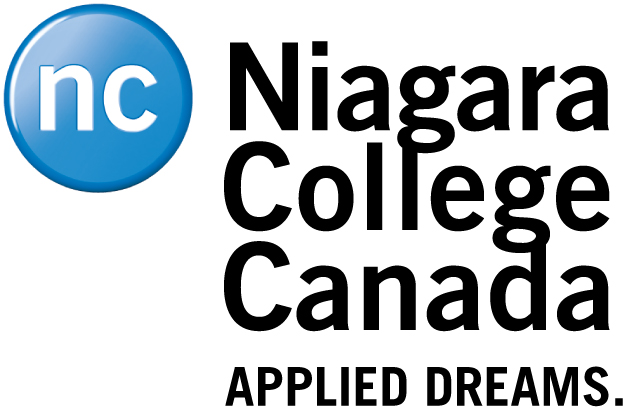 nc
Niagara
College
Canada
APPLIED DREAMS.